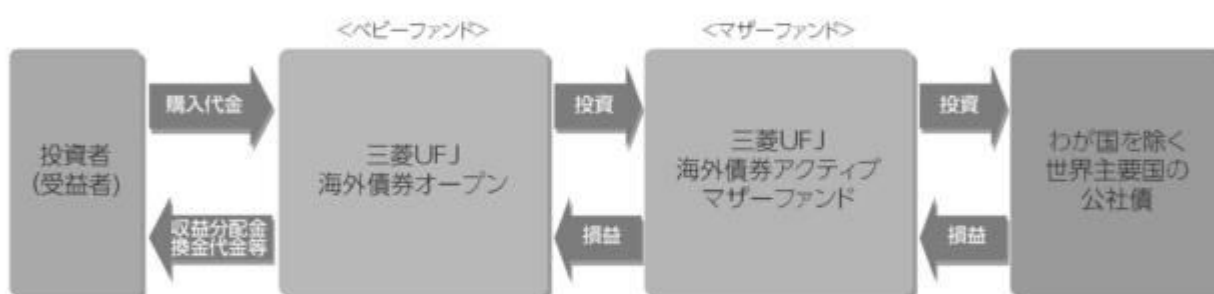 <ベビーファンド>
<マザーファンド>
購入代金
投資
投資
投資者
(受益者)
三菱UFJ
海外債券オープン
三菱UFJ
海外債券アクティブ
マザーファンド
わが国を除く
世界主要国の
公社債
収益分配金
換金代金等
損益
損益